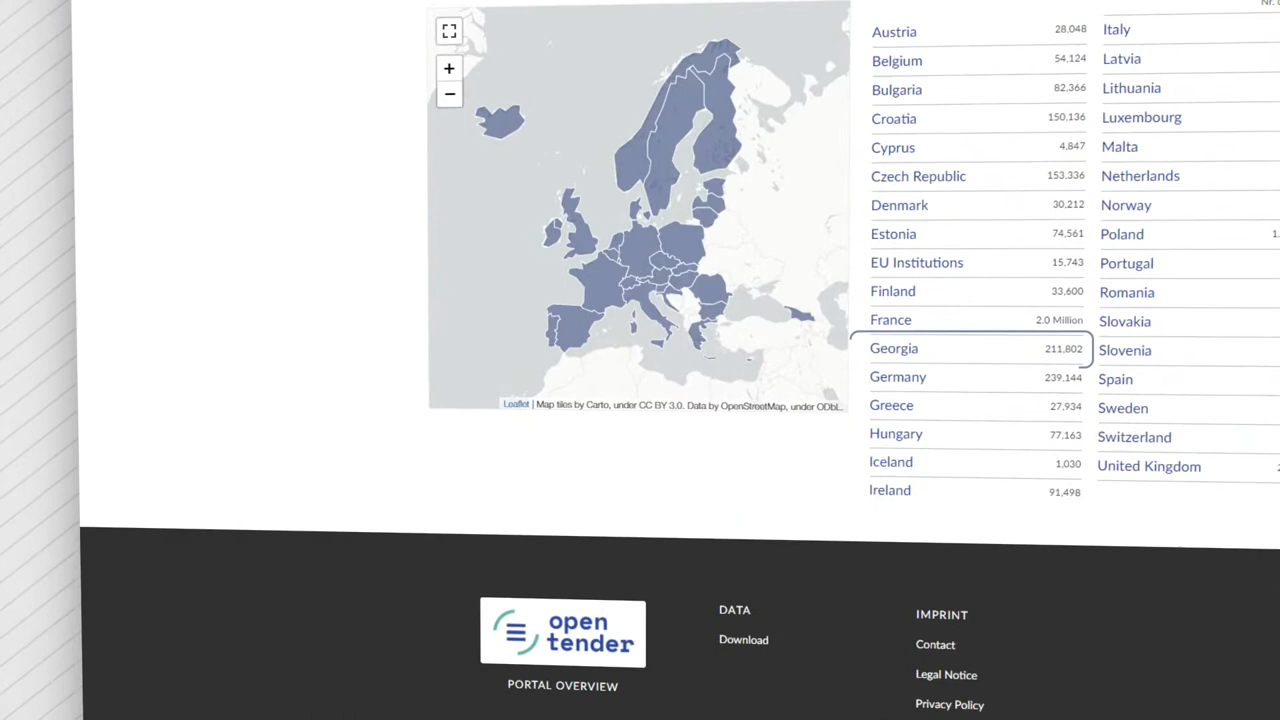 Nr.
+
−
Leaflet | Map tiles by Carto, under CC BY 3.0. Data by OpenStreetMap, under ODbL.
Austria 28,048
Belgium 54,124
Bulgaria 82,366
Croatia 150,136
Cyprus 4,847
Czech Republic 153,336
Denmark 30,212
Estonia 74,561
EU Institutions 15,743
Finland 33,600
France 2.0 Million
Georgia 211,802
Germany 239,144
Greece 27,934
Hungary 77,163
Iceland 1,030
Ireland 91,498
Italy
Latvia
Lithuania
Luxembourg
Malta
Netherlands
Norway
Poland 1.
Portugal
Romania
Slovakia
Slovenia
Spain
Sweden
Switzerland
United Kingdom
open
tender
PORTAL OVERVIEW
DATA
Download
IMPRINT
Contact
Legal Notice
Privacy Policy